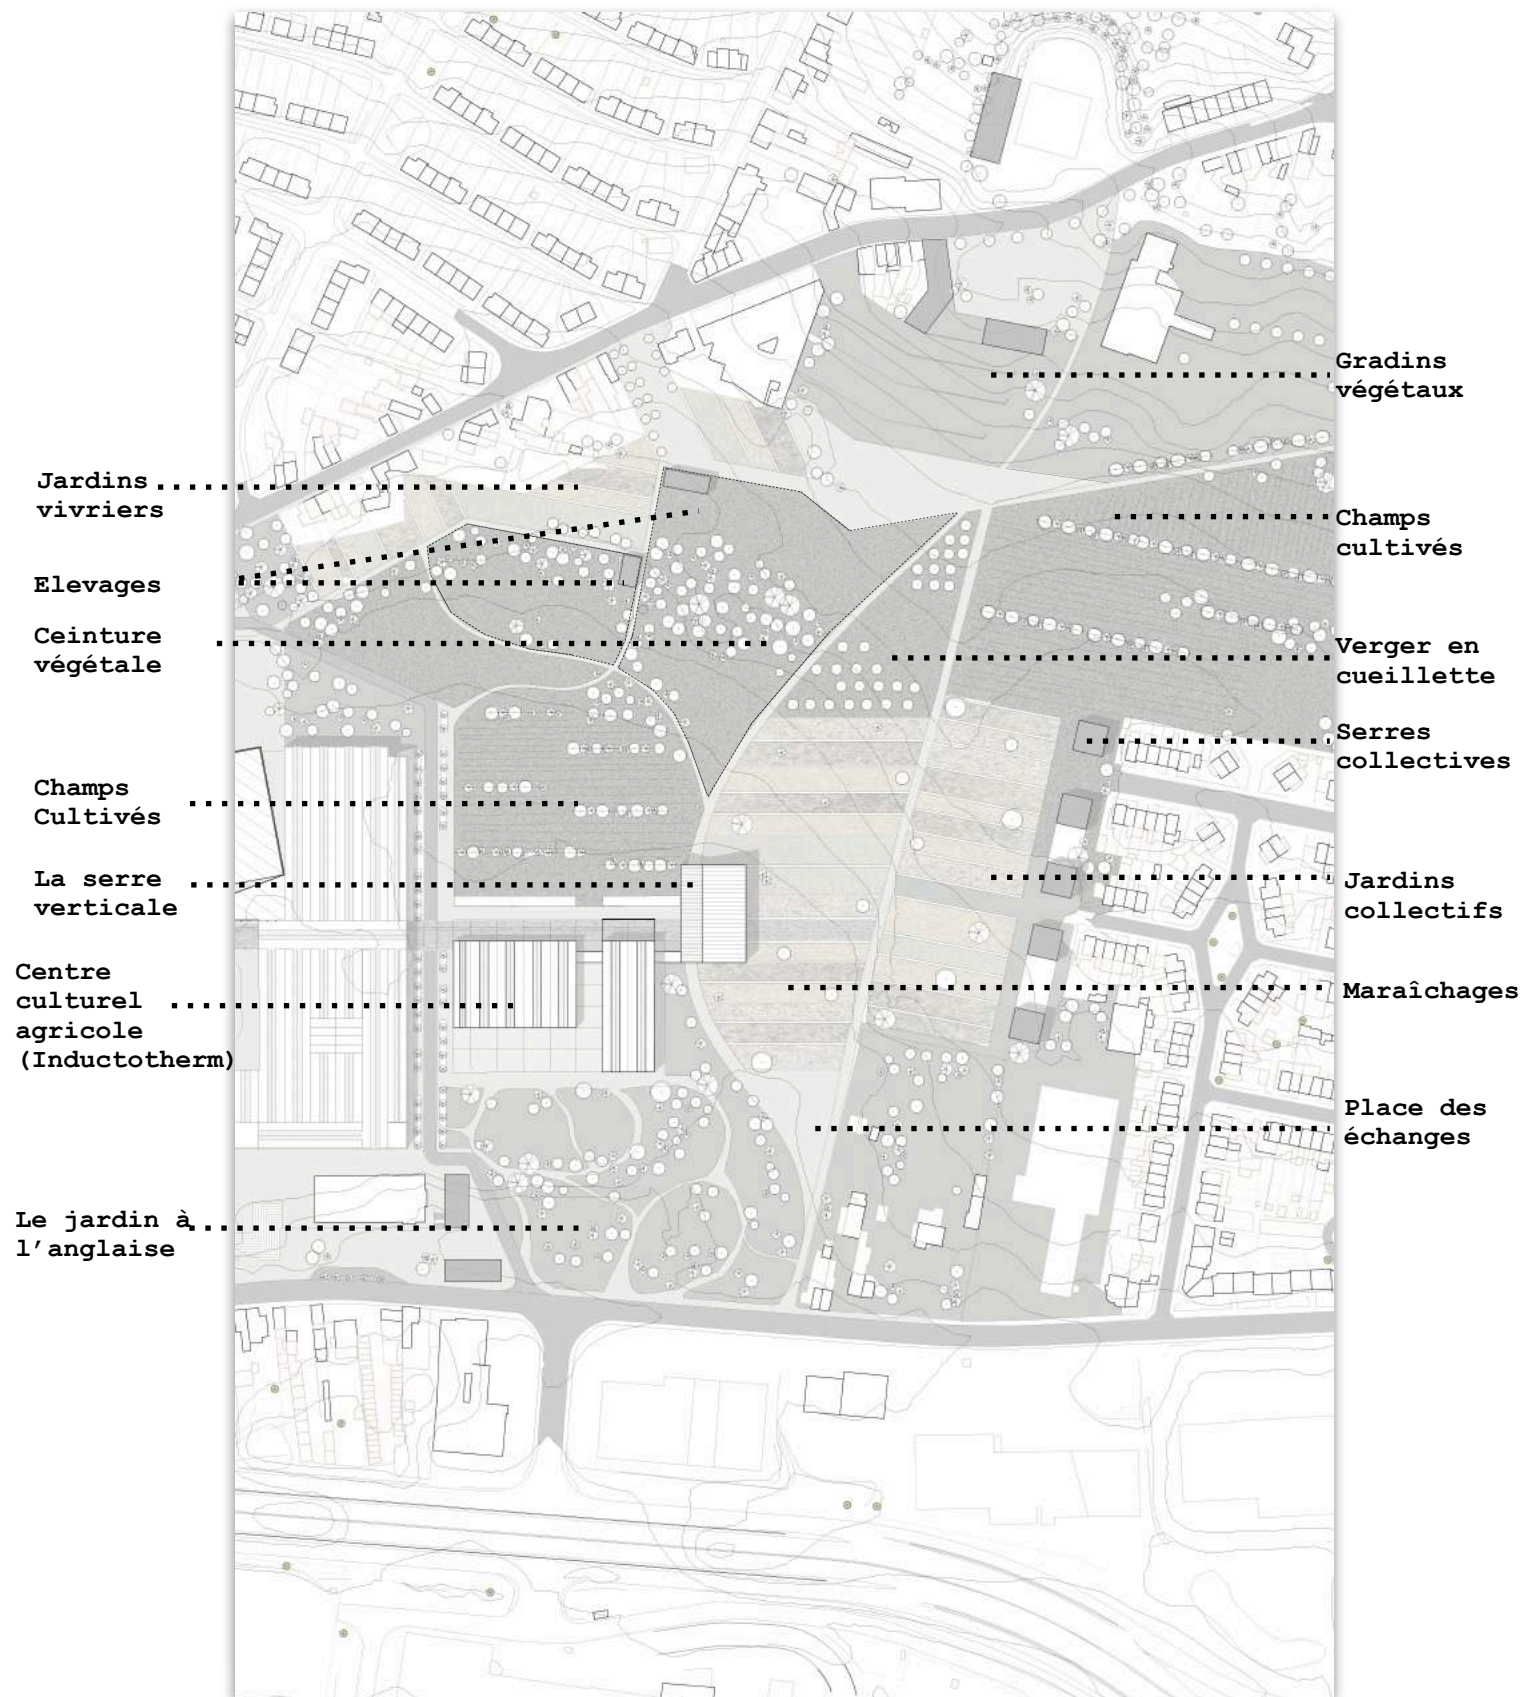 Jardins
vivriers
Elevages
Ceinture
végétale
Champs
Cultivés
La serre
verticale
Centre
culturel
agricole
(Inductotherm)
Le jardin à
l'anglaise
Gradins
végétaux
Champs
cultivés
Verger en
cueillette
Serres
collectives
Jardins
collectifs
Maraîchages
Place des
échanges